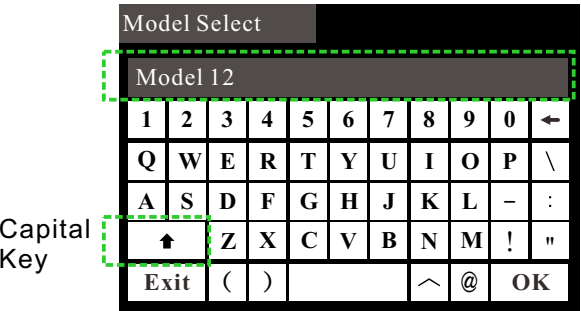 Model Select
Model 12
1 2 3 4 5 6 7 8 9 0 ←
Q W E R T Y U I O P \
A S D F G H J K L - :
Capital Key
↑ Z X C V B N M ! "
Exit ( ) ︿ @ OK